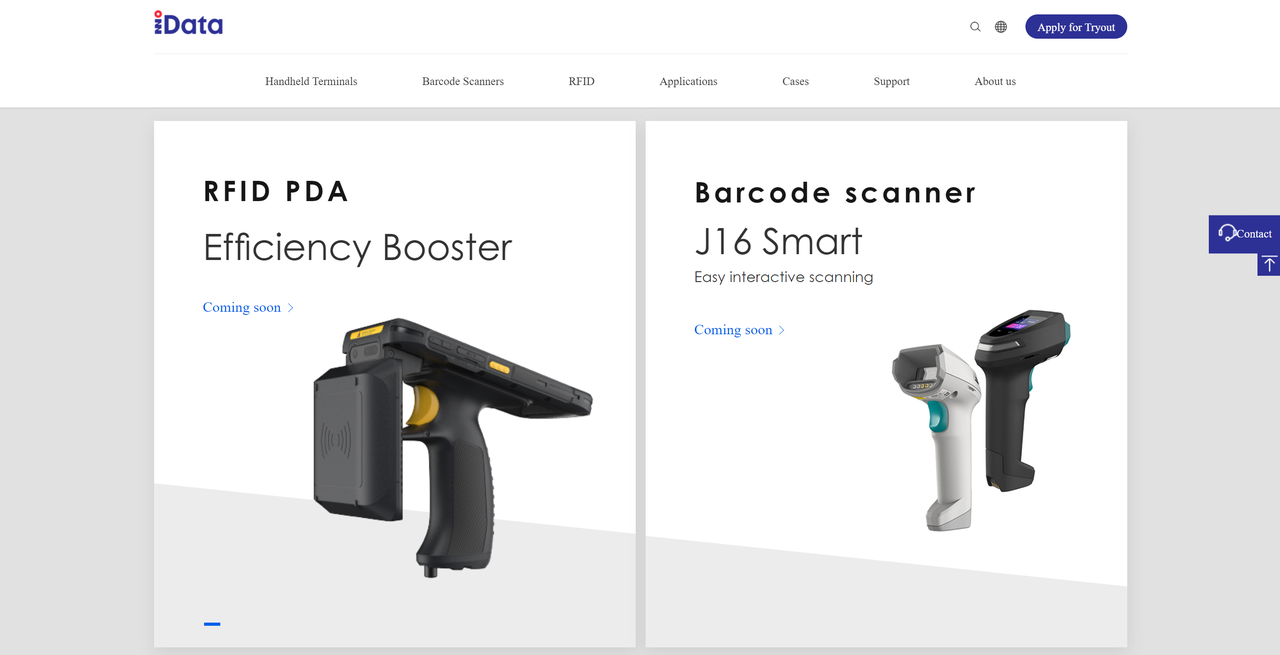 iData
Apply for Tryout
Handheld Terminals
Barcode Scanners
RFID
Applications
Cases
Support
About us
RFID PDA
Efficiency Booster
Coming soon
Barcode scanner
J16 Smart
Easy interactive scanning
Coming soon
Contact